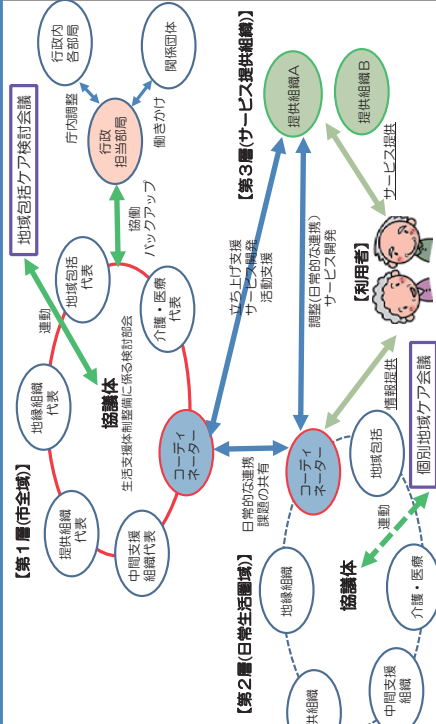 【第1層(市全域)】
地域包括ケア検討会議
行政内
各部局
関係団体
庁内調整
働きかけ
行政
担当部局
協働
バックアップ
連動
地縁組織
代表
地域包括
代表
提供組織
代表
協議体
生活支援体制整備に係る検討部会
介護・医療
代表
中間支援
組織代表
コーディ
ネーター
日常的な連携
課題の共有
立ち上げ支援
サービス開発
活動支援
調整(日常的な連携)
サービス開発
【第3層(サービス提供組織)】
提供組織A
提供組織B
サービス提供
【利用者】
情報提供
【第2層(日常生活圏域)】
コーディ
ネーター
地縁組織
地域包括
供組織
協議体
連動
個別地域ケア会議
中間支援
組織
介護・医療